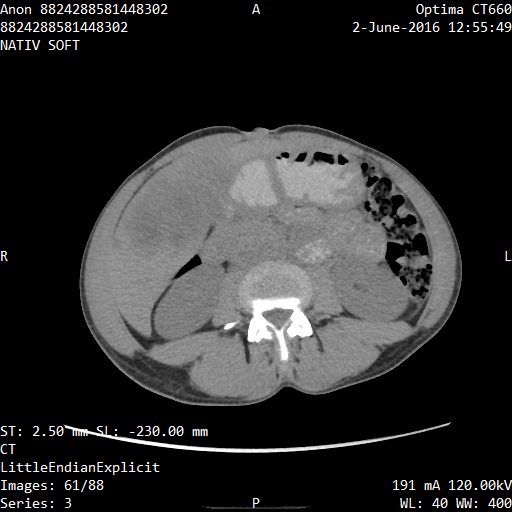 Anon 8824288581448302
A
Optima CT660
8824288581448302
2-June-2016 12:55:49
NATIV SOFT
R
L
ST: 2.50 mm SL: -230.00 mm
CT
LittleEndianExplicit
Images: 61/88
191 mA 120.00kV
Series: 3
P
WL: 40 WW: 400